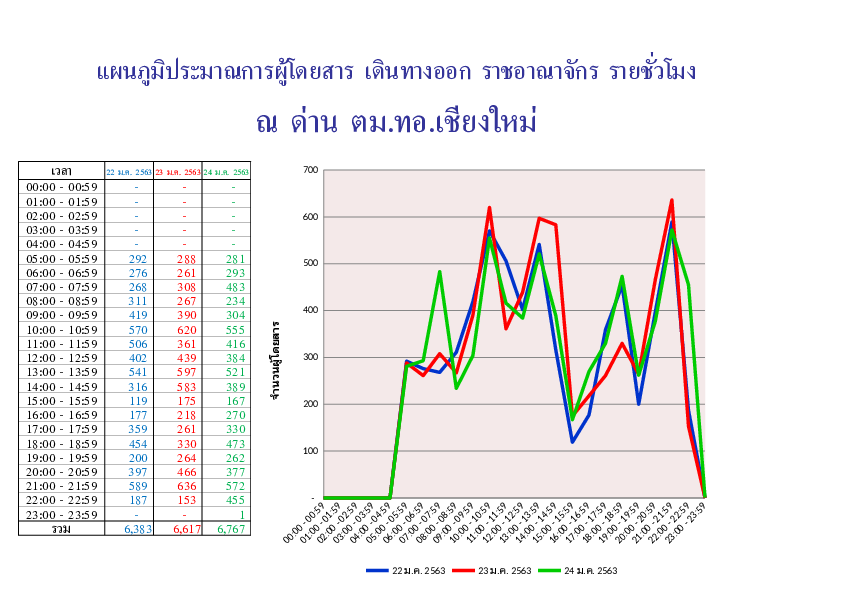 แผนภูมิประมาณการผู้โดยสาร เดินทางออก ราชอาณาจักร รายชั่วโมง
ณ ด่าน ตม.ทอ.เชียงใหม่
เวลา 22 ม.ค. 2563 23 ม.ค. 2563 24 ม.ค. 2563
00:00 - 00:59 - - -
01:00 - 01:59 - - -
02:00 - 02:59 - - -
03:00 - 03:59 - - -
04:00 - 04:59 - - -
05:00 - 05:59 292 288 281
06:00 - 06:59 276 261 293
07:00 - 07:59 268 308 483
08:00 - 08:59 311 267 234
09:00 - 09:59 419 390 304
10:00 - 10:59 570 620 555
11:00 - 11:59 506 361 416
12:00 - 12:59 402 439 384
13:00 - 13:59 541 597 521
14:00 - 14:59 316 583 389
15:00 - 15:59 119 175 167
16:00 - 16:59 177 218 270
17:00 - 17:59 359 261 330
18:00 - 18:59 454 330 473
19:00 - 19:59 200 264 262
20:00 - 20:59 397 466 377
21:00 - 21:59 589 636 572
22:00 - 22:59 187 153 455
23:00 - 23:59 - - 1
รวม 6,383 6,617 6,767
จำนวนผู้โดยสาร
700
600
500
400
300
200
100
-
00:00 - 00:59
01:00 - 01:59
02:00 - 02:59
03:00 - 03:59
04:00 - 04:59
05:00 - 05:59
06:00 - 06:59
07:00 - 07:59
08:00 - 08:59
09:00 - 09:59
10:00 - 10:59
11:00 - 11:59
12:00 - 12:59
13:00 - 13:59
14:00 - 14:59
15:00 - 15:59
16:00 - 16:59
17:00 - 17:59
18:00 - 18:59
19:00 - 19:59
20:00 - 20:59
21:00 - 21:59
22:00 - 22:59
23:00 - 23:59
22 ม.ค. 2563 23 ม.ค. 2563 24 ม.ค. 2563